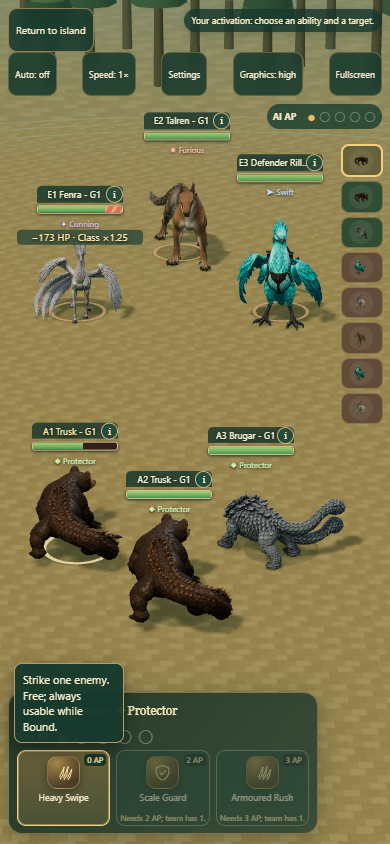 Return to island
Your activation: choose an ability and a target.
Auto: off
Speed: 1×
Settings
Graphics: high
Fullscreen
AI AP
E2 Talren - G1 i
Furious
E3 Defender Rill... i
Swift
E1 Fenra - G1 i
Cunning
−173 HP · Class ×1.25
A1 Trusk - G1 i
Protector
A3 Brugar - G1 i
Protector
A2 Trusk - G1 i
Protector
Strike one enemy.
Free; always
usable while
Bound.
Protector
0 AP
Heavy Swipe
2 AP
Scale Guard
Needs 2 AP; team has 1.
3 AP
Armoured Rush
Needs 3 AP; team has 1.